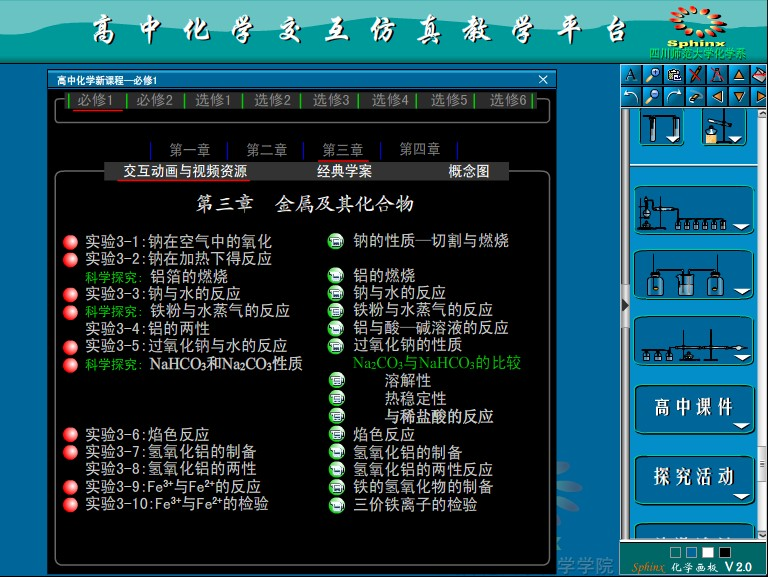 高中化学交互仿真教学平台
Sphinx
四川师范大学化学系
高中化学新课程—必修1
必修1 必修2 选修1 选修2 选修3 选修4 选修5 选修6
第一章 第二章 第三章 第四章
交互动画与视频资源 经典学案 概念图
第三章 金属及其化合物
实验3-1:钠在空气中的氧化 钠的性质—切割与燃烧
实验3-2:钠在加热下得反应
科学探究: 铝箔的燃烧 铝的燃烧
实验3-3:钠与水的反应 钠与水的反应
科学探究: 铁粉与水蒸气的反应 铁粉与水蒸气的反应
实验3-4:铝的两性 铝与酸—碱溶液的反应
实验3-5:过氧化钠与水的反应 过氧化钠的性质
科学探究: NaHCO₃和Na₂CO₃性质 Na₂CO₃与NaHCO₃的比较
溶解性
热稳定性
与稀盐酸的反应
实验3-6:焰色反应 焰色反应
实验3-7:氢氧化铝的制备 氢氧化铝的制备
实验3-8:氢氧化铝的两性 氢氧化铝的两性反应
实验3-9:Fe³⁺与Fe²⁺的反应 铁的氢氧化物的制备
实验3-10:Fe³⁺与Fe²⁺的检验 三价铁离子的检验
A
高中课件
探究活动
学学院
Sphinx 化学画板 V 2.0